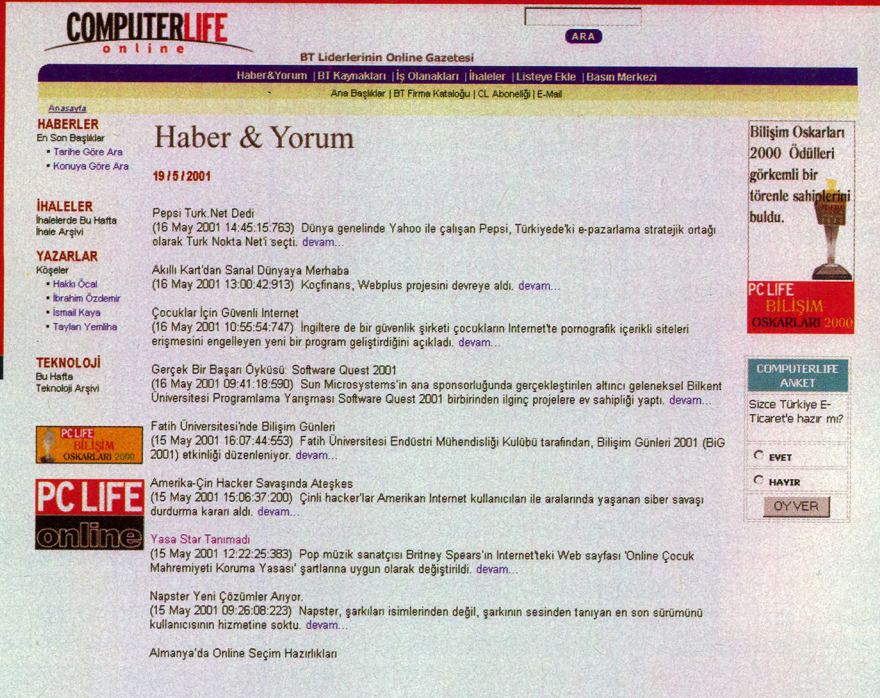 COMPUTERLIFE
online
ARA
BT Liderlerinin Online Gazetesi
Haber&Yorum | BT Kaynakları | İş Olanakları | İhaleler | Listeye Ekle | Basın Merkezi
Ana Başlıklar | BT Firma Kataloğu | CL Aboneliği | E-Mail
Anasayfa
HABERLER
En Son Başlıklar
• Tarihe Göre Ara
• Konuya Göre Ara
İHALELER
İhalelerde Bu Hafta
İhale Arşivi
YAZARLAR
Köşeler
• Hakkı Öcal
• İbrahim Özdemir
• İsmail Kaya
• Taylan Yemliha
TEKNOLOJİ
Bu Hafta
Teknoloji Arşivi
PC LIFE
BİLİŞİM
OSKARLARI 2000
PC LIFE
online
Haber & Yorum
19 / 5 / 2001
Pepsi Turk.Net Dedi
(16 May 2001 14:45:15:763) Dünya genelinde Yahoo ile çalışan Pepsi, Türkiyede'ki e-pazarlama stratejik ortağı
olarak Turk Nokta Net'i seçti. devam...
Akıllı Kart'dan Sanal Dünyaya Merhaba
(16 May 2001 13:00:42:913) Koçfinans, Webplus projesini devreye aldı. devam...
Çocuklar İçin Güvenli Internet
(16 May 2001 10:55:54:747) İngiltere de bir güvenlik şirketi çocukların Internet'te pornografik içerikli siteleri
erişmesini engelleyen yeni bir program geliştirdiğini açıkladı. devam...
Gerçek Bir Başarı Öyküsü: Software Quest 2001
(16 May 2001 09:41:18:590) Sun Microsystems'in ana sponsorluğunda gerçekleştirilen altıncı geleneksel Bilkent
Üniversitesi Programlama Yarışması Software Quest 2001 birbirinden ilginç projelere ev sahipliği yaptı. devam...
Fatih Üniversitesi'nde Bilişim Günleri
(15 May 2001 16:07:44:553) Fatih Üniversitesi Endüstri Mühendisliği Kulübü tarafından, Bilişim Günleri 2001 (BiG
2001) etkinliği düzenleniyor. devam...
Amerika-Çin Hacker Savaşında Ateşkes
(15 May 2001 15:06:37:200) Çinli hacker'lar Amerikan Internet kullanıcıları ile aralarında yaşanan siber savaşı
durdurma kararı aldı. devam...
Yasa Star Tanımadı
(15 May 2001 12:22:25:383) Pop müzik sanatçısı Britney Spears'ın Internet'teki Web sayfası 'Online Çocuk
Mahremiyeti Koruma Yasası' şartlarına uygun olarak değiştirildi. devam...
Napster Yeni Çözümler Arıyor.
(15 May 2001 09:26:08:223) Napster, şarkıları isimlerinden değil, şarkının sesinden tanıyan en son sürümünü
kullanıcısının hizmetine soktu. devam...
Almanya'da Online Seçim Hazırlıkları
Bilişim Oskarları
2000 Ödülleri
görkemli bir
törenle sahiplerini
buldu.
PC LIFE
BİLİŞİM
OSKARLARI 2000
COMPUTERLIFE
ANKET
Sizce Türkiye E-
Ticaret'e hazır mı?
EVET
HAYIR
OY VER